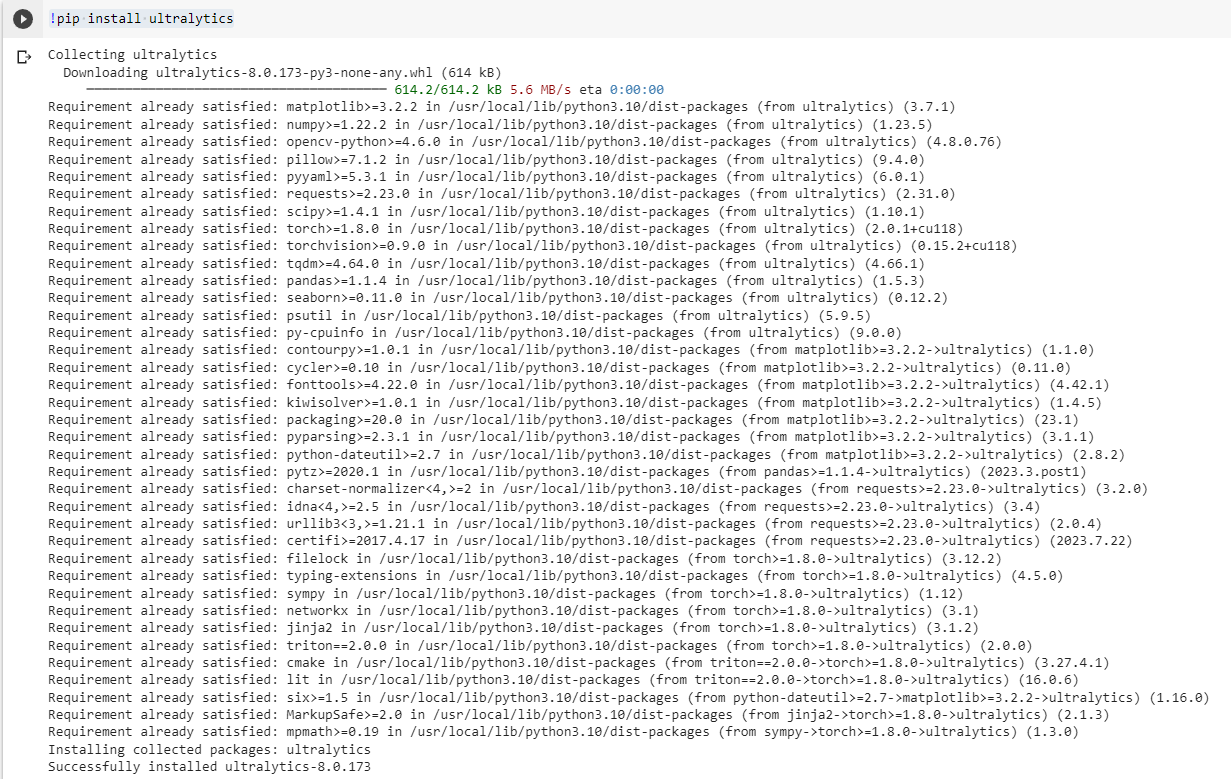 !pip install ultralytics
Collecting ultralytics
Downloading ultralytics-8.0.173-py3-none-any.whl (614 kB)
614.2/614.2 kB 5.6 MB/s eta 0:00:00
Requirement already satisfied: matplotlib>=3.2.2 in /usr/local/lib/python3.10/dist-packages (from ultralytics) (3.7.1)
Requirement already satisfied: numpy>=1.22.2 in /usr/local/lib/python3.10/dist-packages (from ultralytics) (1.23.5)
Requirement already satisfied: opencv-python>=4.6.0 in /usr/local/lib/python3.10/dist-packages (from ultralytics) (4.8.0.76)
Requirement already satisfied: pillow>=7.1.2 in /usr/local/lib/python3.10/dist-packages (from ultralytics) (9.4.0)
Requirement already satisfied: pyyaml>=5.3.1 in /usr/local/lib/python3.10/dist-packages (from ultralytics) (6.0.1)
Requirement already satisfied: requests>=2.23.0 in /usr/local/lib/python3.10/dist-packages (from ultralytics) (2.31.0)
Requirement already satisfied: scipy>=1.4.1 in /usr/local/lib/python3.10/dist-packages (from ultralytics) (1.10.1)
Requirement already satisfied: torch>=1.8.0 in /usr/local/lib/python3.10/dist-packages (from ultralytics) (2.0.1+cu118)
Requirement already satisfied: torchvision>=0.9.0 in /usr/local/lib/python3.10/dist-packages (from ultralytics) (0.15.2+cu118)
Requirement already satisfied: tqdm>=4.64.0 in /usr/local/lib/python3.10/dist-packages (from ultralytics) (4.66.1)
Requirement already satisfied: pandas>=1.1.4 in /usr/local/lib/python3.10/dist-packages (from ultralytics) (1.5.3)
Requirement already satisfied: seaborn>=0.11.0 in /usr/local/lib/python3.10/dist-packages (from ultralytics) (0.12.2)
Requirement already satisfied: psutil in /usr/local/lib/python3.10/dist-packages (from ultralytics) (5.9.5)
Requirement already satisfied: py-cpuinfo in /usr/local/lib/python3.10/dist-packages (from ultralytics) (9.0.0)
Requirement already satisfied: contourpy>=1.0.1 in /usr/local/lib/python3.10/dist-packages (from matplotlib>=3.2.2->ultralytics) (1.1.0)
Requirement already satisfied: cycler>=0.10 in /usr/local/lib/python3.10/dist-packages (from matplotlib>=3.2.2->ultralytics) (0.11.0)
Requirement already satisfied: fonttools>=4.22.0 in /usr/local/lib/python3.10/dist-packages (from matplotlib>=3.2.2->ultralytics) (4.42.1)
Requirement already satisfied: kiwisolver>=1.0.1 in /usr/local/lib/python3.10/dist-packages (from matplotlib>=3.2.2->ultralytics) (1.4.5)
Requirement already satisfied: packaging>=20.0 in /usr/local/lib/python3.10/dist-packages (from matplotlib>=3.2.2->ultralytics) (23.1)
Requirement already satisfied: pyparsing>=2.3.1 in /usr/local/lib/python3.10/dist-packages (from matplotlib>=3.2.2->ultralytics) (3.1.1)
Requirement already satisfied: python-dateutil>=2.7 in /usr/local/lib/python3.10/dist-packages (from matplotlib>=3.2.2->ultralytics) (2.8.2)
Requirement already satisfied: pytz>=2020.1 in /usr/local/lib/python3.10/dist-packages (from pandas>=1.1.4->ultralytics) (2023.3.post1)
Requirement already satisfied: charset-normalizer<4,>=2 in /usr/local/lib/python3.10/dist-packages (from requests>=2.23.0->ultralytics) (3.2.0)
Requirement already satisfied: idna<4,>=2.5 in /usr/local/lib/python3.10/dist-packages (from requests>=2.23.0->ultralytics) (3.4)
Requirement already satisfied: urllib3<3,>=1.21.1 in /usr/local/lib/python3.10/dist-packages (from requests>=2.23.0->ultralytics) (2.0.4)
Requirement already satisfied: certifi>=2017.4.17 in /usr/local/lib/python3.10/dist-packages (from requests>=2.23.0->ultralytics) (2023.7.22)
Requirement already satisfied: filelock in /usr/local/lib/python3.10/dist-packages (from torch>=1.8.0->ultralytics) (3.12.2)
Requirement already satisfied: typing-extensions in /usr/local/lib/python3.10/dist-packages (from torch>=1.8.0->ultralytics) (4.5.0)
Requirement already satisfied: sympy in /usr/local/lib/python3.10/dist-packages (from torch>=1.8.0->ultralytics) (1.12)
Requirement already satisfied: networkx in /usr/local/lib/python3.10/dist-packages (from torch>=1.8.0->ultralytics) (3.1)
Requirement already satisfied: jinja2 in /usr/local/lib/python3.10/dist-packages (from torch>=1.8.0->ultralytics) (3.1.2)
Requirement already satisfied: triton==2.0.0 in /usr/local/lib/python3.10/dist-packages (from torch>=1.8.0->ultralytics) (2.0.0)
Requirement already satisfied: cmake in /usr/local/lib/python3.10/dist-packages (from triton==2.0.0->torch>=1.8.0->ultralytics) (3.27.4.1)
Requirement already satisfied: lit in /usr/local/lib/python3.10/dist-packages (from triton==2.0.0->torch>=1.8.0->ultralytics) (16.0.6)
Requirement already satisfied: six>=1.5 in /usr/local/lib/python3.10/dist-packages (from python-dateutil>=2.7->matplotlib>=3.2.2->ultralytics) (1.16.0)
Requirement already satisfied: MarkupSafe>=2.0 in /usr/local/lib/python3.10/dist-packages (from jinja2->torch>=1.8.0->ultralytics) (2.1.3)
Requirement already satisfied: mpmath>=0.19 in /usr/local/lib/python3.10/dist-packages (from sympy->torch>=1.8.0->ultralytics) (1.3.0)
Installing collected packages: ultralytics
Successfully installed ultralytics-8.0.173